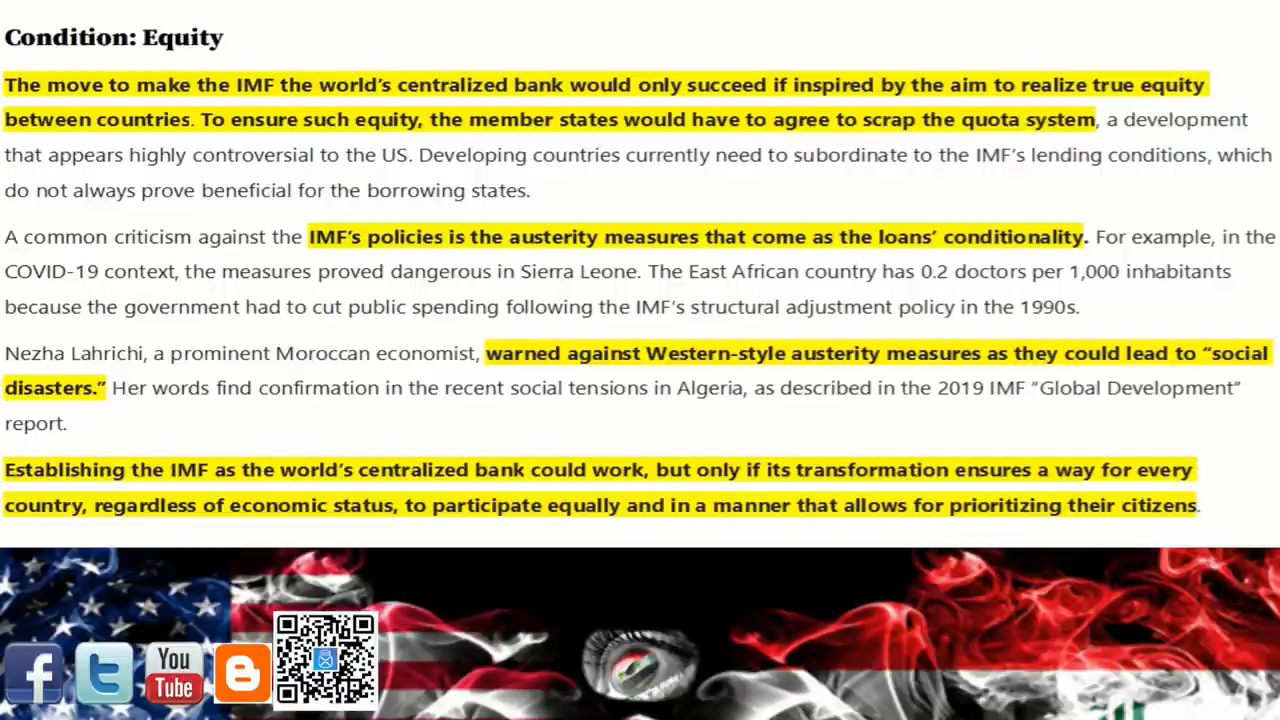 Condition: Equity
The move to make the IMF the world's centralized bank would only succeed if inspired by the aim to realize true equity
between countries. To ensure such equity, the member states would have to agree to scrap the quota system, a development
that appears highly controversial to the US. Developing countries currently need to subordinate to the IMF's lending conditions, which
do not always prove beneficial for the borrowing states.
A common criticism against the IMF's policies is the austerity measures that come as the loans' conditionality. For example, in the
COVID-19 context, the measures proved dangerous in Sierra Leone. The East African country has 0.2 doctors per 1,000 inhabitants
because the government had to cut public spending following the IMF's structural adjustment policy in the 1990s.
Nezha Lahrichi, a prominent Moroccan economist, warned against Western-style austerity measures as they could lead to “social
disasters.” Her words find confirmation in the recent social tensions in Algeria, as described in the 2019 IMF “Global Development”
report.
Establishing the IMF as the world's centralized bank could work, but only if its transformation ensures a way for every
country, regardless of economic status, to participate equally and in a manner that allows for prioritizing their citizens.
You
Tube